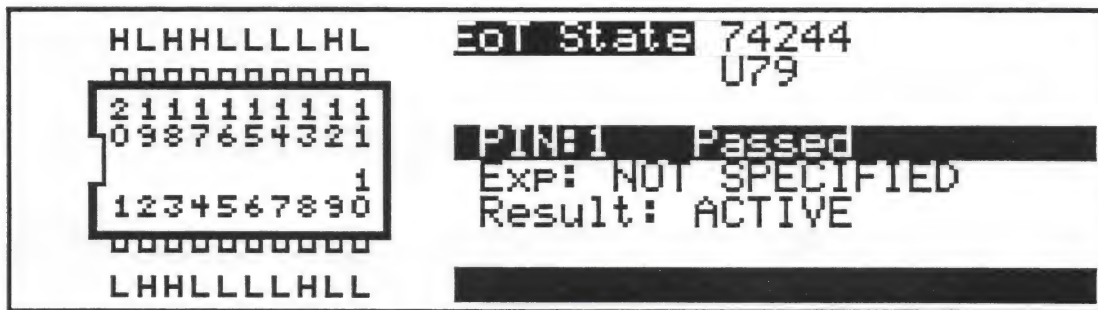 HLHHLLLLHL
2111111111
0987654321
1
1234567890
LHHLLLLHLL
EoT State 74244
U79
PIN:1 Passed
Exp: NOT SPECIFIED
Result: ACTIVE